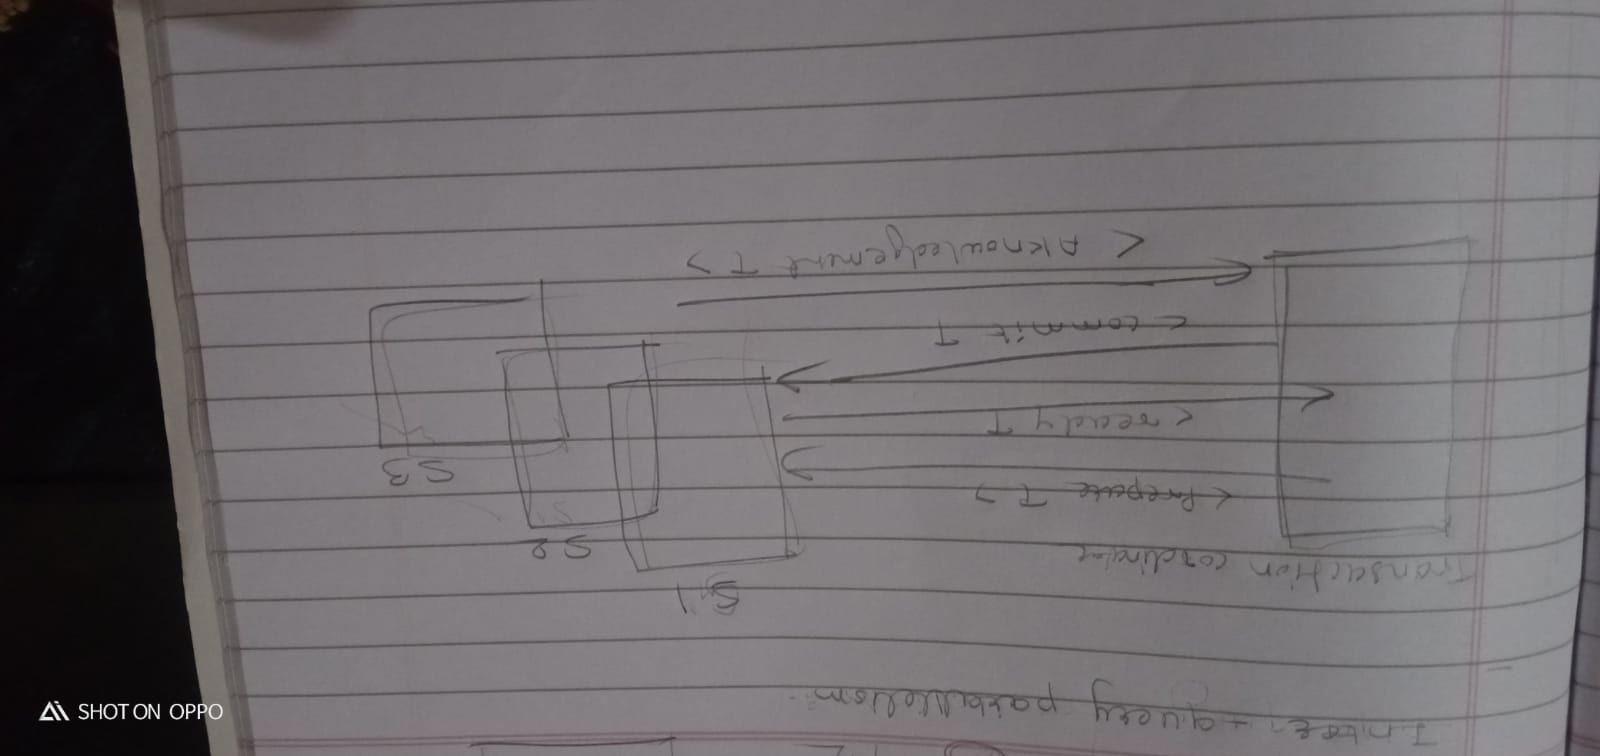 Inter - query parallelism
SHOT ON OPPO
Transaction cordinator
S1
S2
S3
< Prepare T >
< ready T
< commit T
< Aknowledgement T >